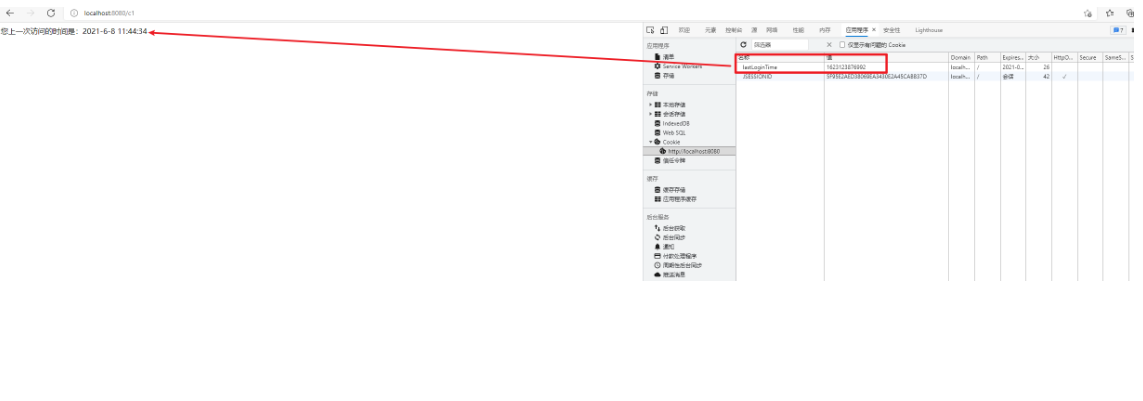 localhost:8080/c1
您上一次访问的时间是：2021-6-8 11:44:34
欢迎 元素 控制台 源 网络 性能 内存 应用程序 × 安全性 Lighthouse
7
应用程序
清单
Service Workers
存储
存储
本地存储
会话存储
IndexedDB
Web SQL
Cookie
http://localhost:8080
信任令牌
缓存
缓存存储
应用程序缓存
后台服务
后台获取
后台同步
通知
付款处理程序
周期性后台同步
推送消息
筛选器 仅显示有问题的 Cookie
名称 值 Domain Path Expires... 大小 HttpO... Secure SameS... S
lastLoginTime localh... / 2021-0... 26
JSESSIONID localh... / 会话 42 ✓